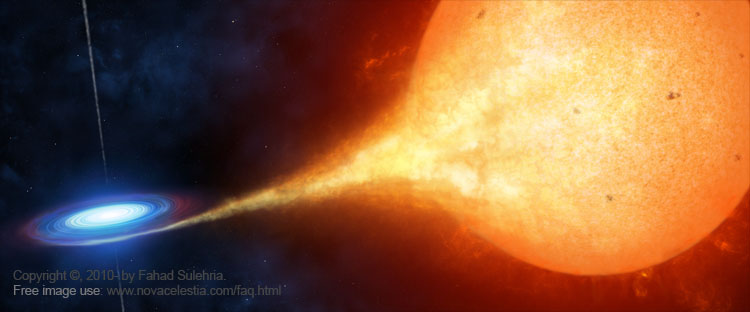 Copyright ©, 2010- by Fahad Sulehria.
Free image use: www.novacelestia.com/faq.html